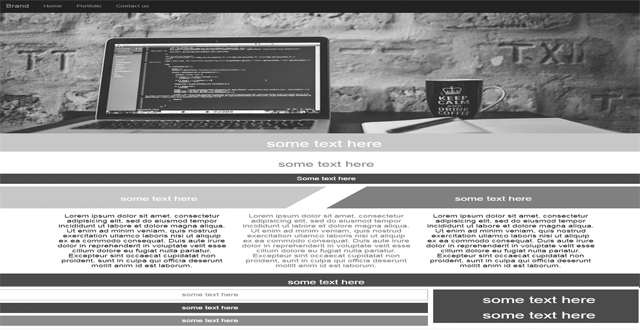 Brand Home Portfolio Contact us
TT TXT
KEEP
CALM
AND
DRINK
COFFEE
some text here
some text here
Some text here
some text here
some text here
Lorem ipsum dolor sit amet, consectetur
adipisicing elit, sed do eiusmod tempor
incididunt ut labore et dolore magna aliqua.
Ut enim ad minim veniam, quis nostrud
exercitation ullamco laboris nisi ut aliquip
ex ea commodo consequat. Duis aute irure
dolor in reprehenderit in voluptate velit esse
cillum dolore eu fugiat nulla pariatur.
Excepteur sint occaecat cupidatat non
proident, sunt in culpa qui officia deserunt
mollit anim id est laborum.
Lorem ipsum dolor sit amet, consectetur
adipisicing elit, sed do eiusmod tempor
incididunt ut labore et dolore magna aliqua.
Ut enim ad minim veniam, quis nostrud
exercitation ullamco laboris nisi ut aliquip
ex ea commodo consequat. Duis aute irure
dolor in reprehenderit in voluptate velit esse
cillum dolore eu fugiat nulla pariatur.
Excepteur sint occaecat cupidatat non
proident, sunt in culpa qui officia deserunt
mollit anim id est laborum.
Lorem ipsum dolor sit amet, consectetur
adipisicing elit, sed do eiusmod tempor
incididunt ut labore et dolore magna aliqua.
Ut enim ad minim veniam, quis nostrud
exercitation ullamco laboris nisi ut aliquip
ex ea commodo consequat. Duis aute irure
dolor in reprehenderit in voluptate velit esse
cillum dolore eu fugiat nulla pariatur.
Excepteur sint occaecat cupidatat non
proident, sunt in culpa qui officia deserunt
mollit anim id est laborum.
some text here
some text here
some text here
some text here
some text here
some text here